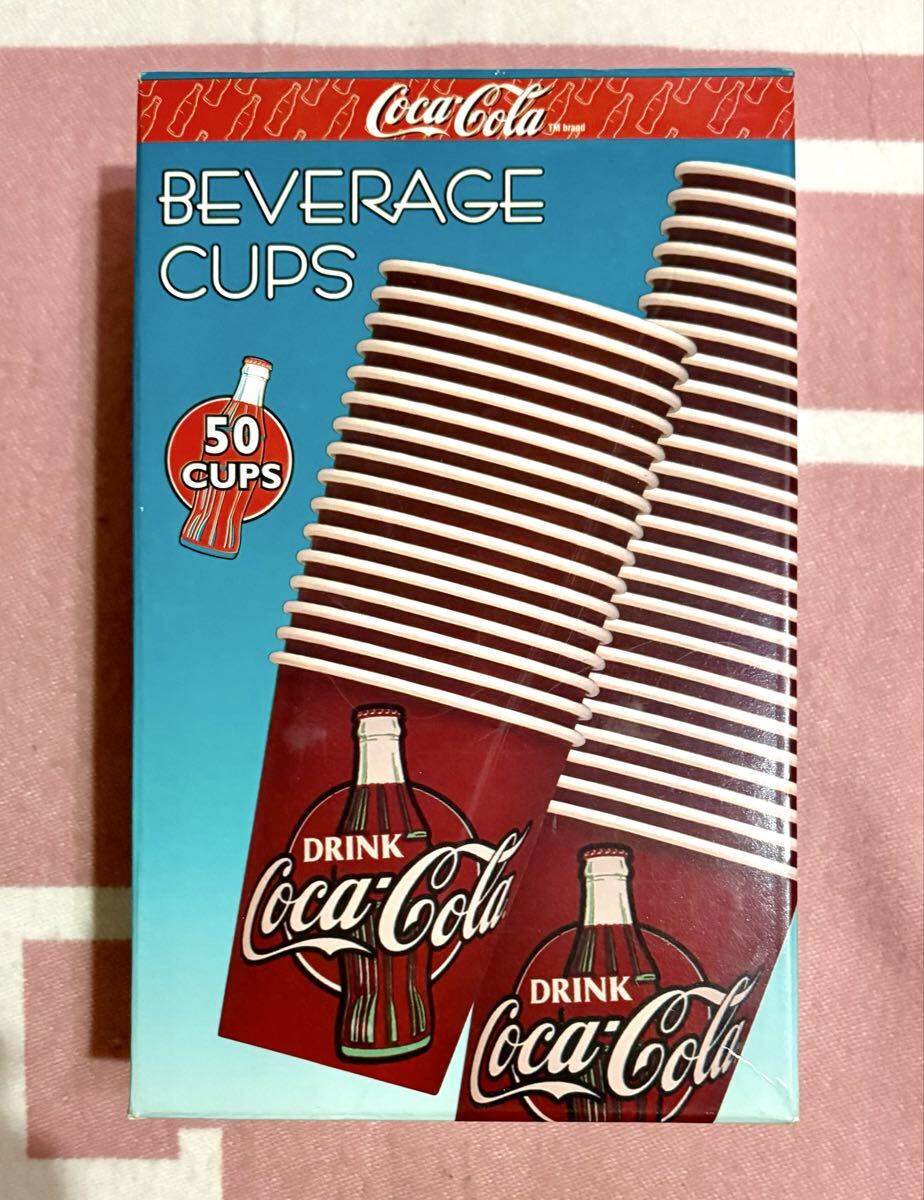 Coca-Cola
TM brand
BEVERAGE
CUPS
50
CUPS
DRINK
Coca-Cola
DRINK
Coca-Cola